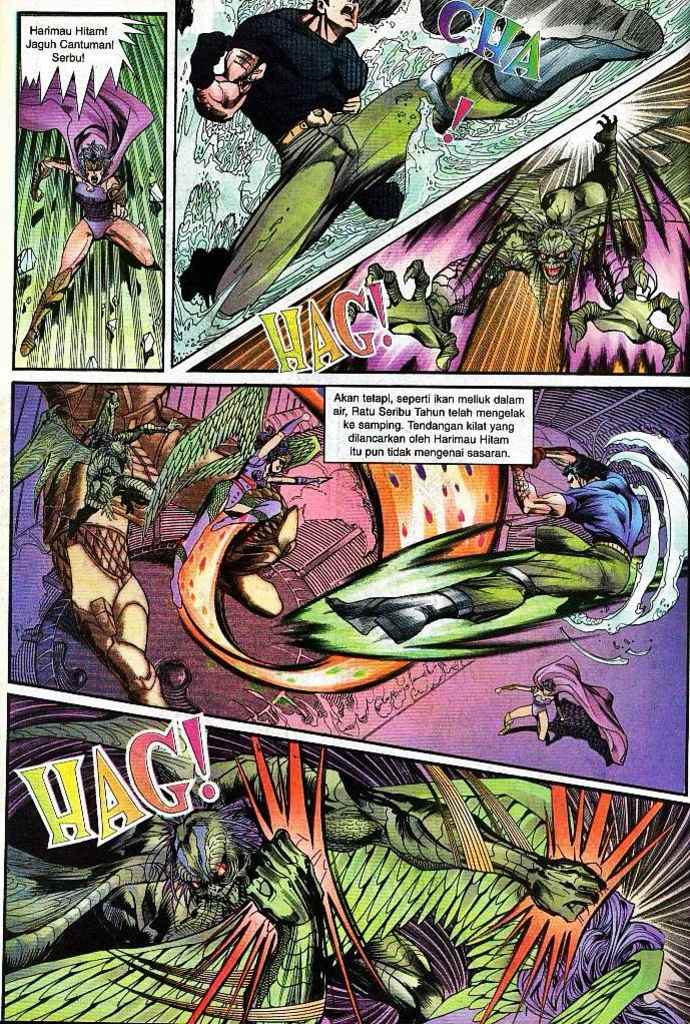 Harimau Hitam!
Jaguh Cantuman!
Serbu!
CHA
!
HAG!
Akan tetapi, seperti ikan meliuk dalam
air, Ratu Seribu Tahun telah mengelak
ke samping. Tendangan kilat yang
dilancarkan oleh Harimau Hitam
itu pun tidak mengenai sasaran.
HAG!